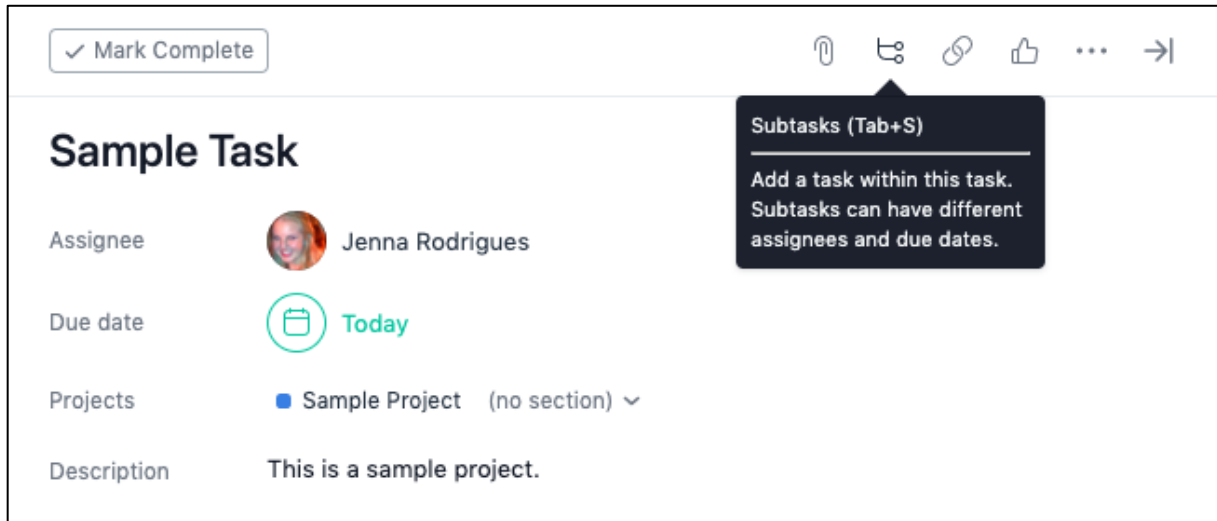 Mark Complete
Subtasks (Tab+S)
Add a task within this task.
Subtasks can have different
assignees and due dates.
Sample Task
Assignee Jenna Rodrigues
Due date Today
Projects Sample Project (no section)
Description This is a sample project.